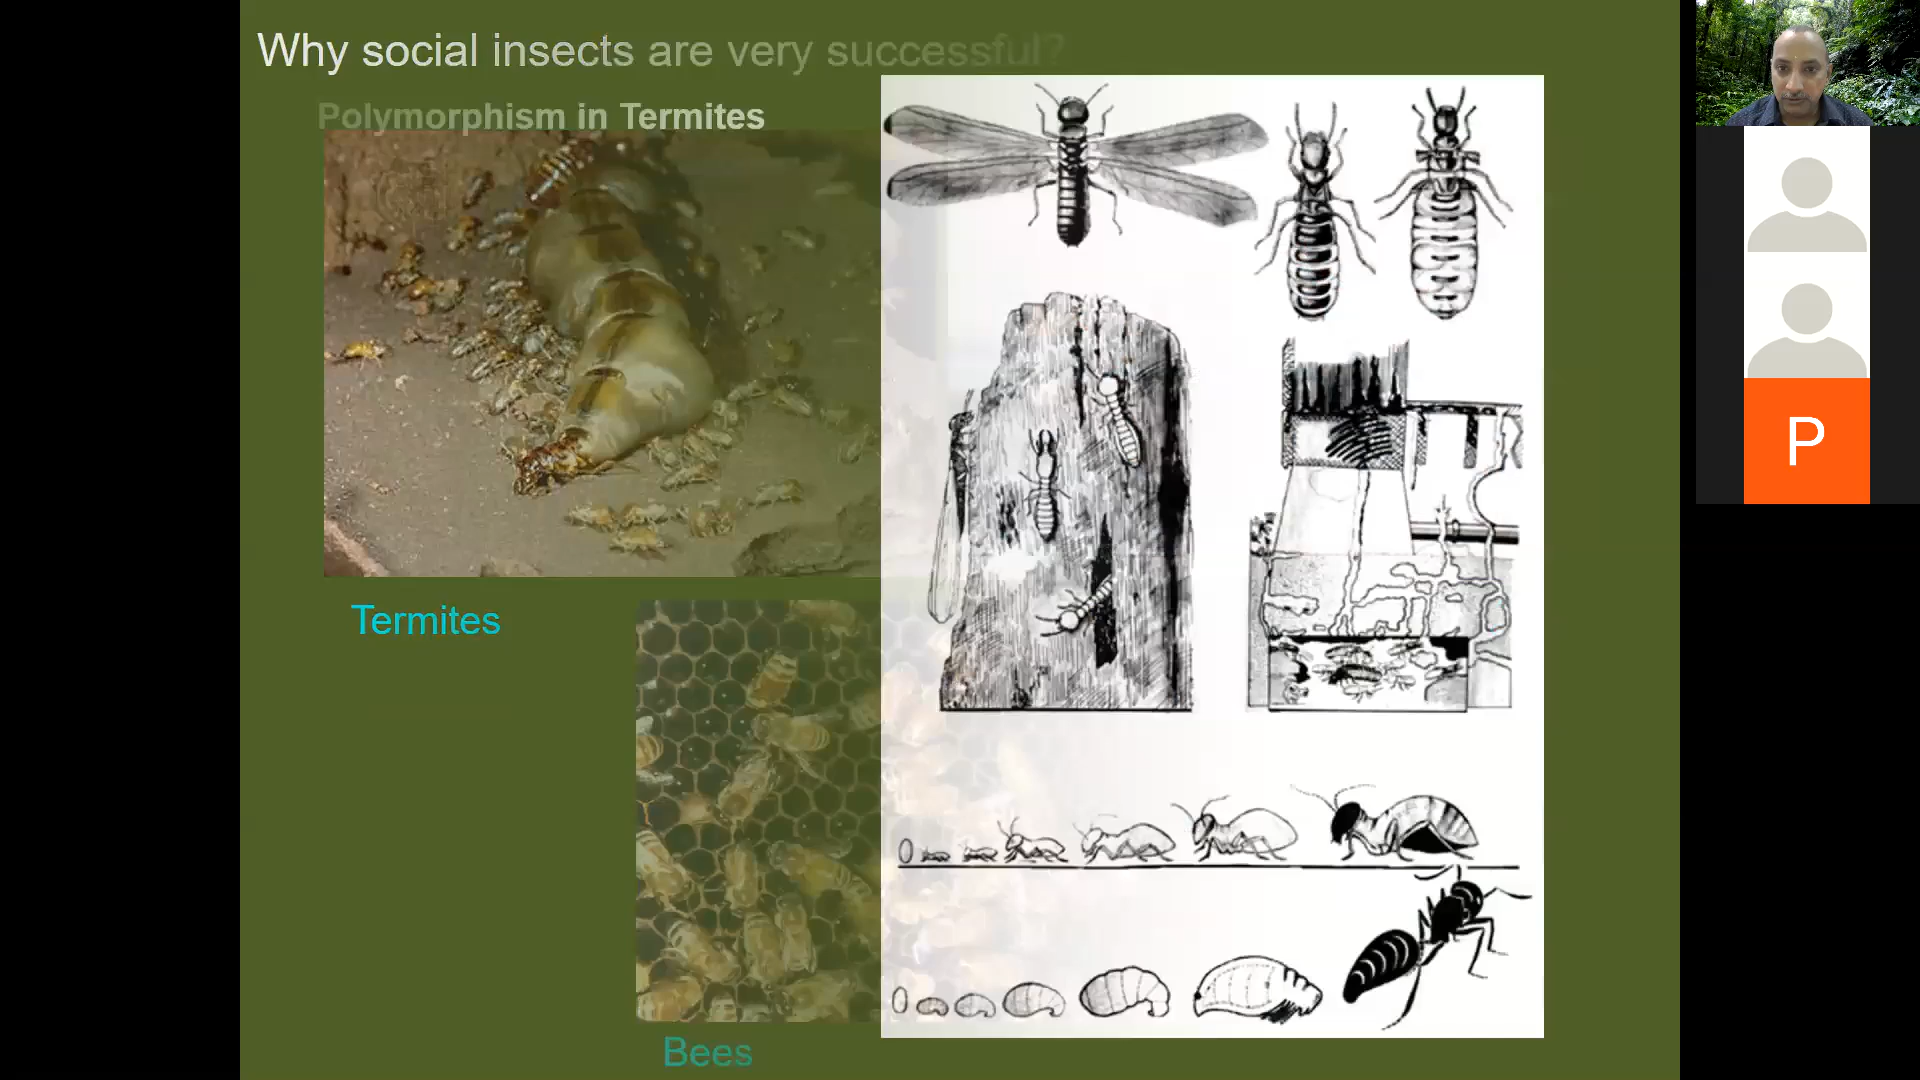 Why social insects are very successful?
Polymorphism in Termites
Termites
Bees
P